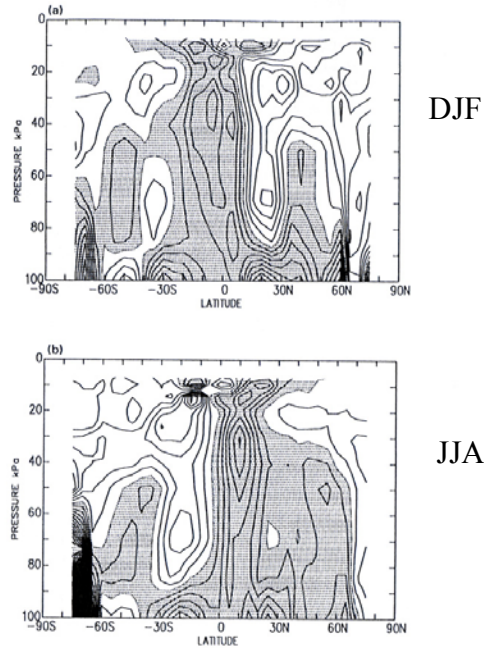 (a)
0
20
40
60
80
100
PRESSURE kPa
-90S -60S -30S 0 30N 60N 90N
LATITUDE
DJF
(b)
0
20
40
60
80
100
PRESSURE kPa
-90S -60S -30S 0 30N 60N 90N
LATITUDE
JJA